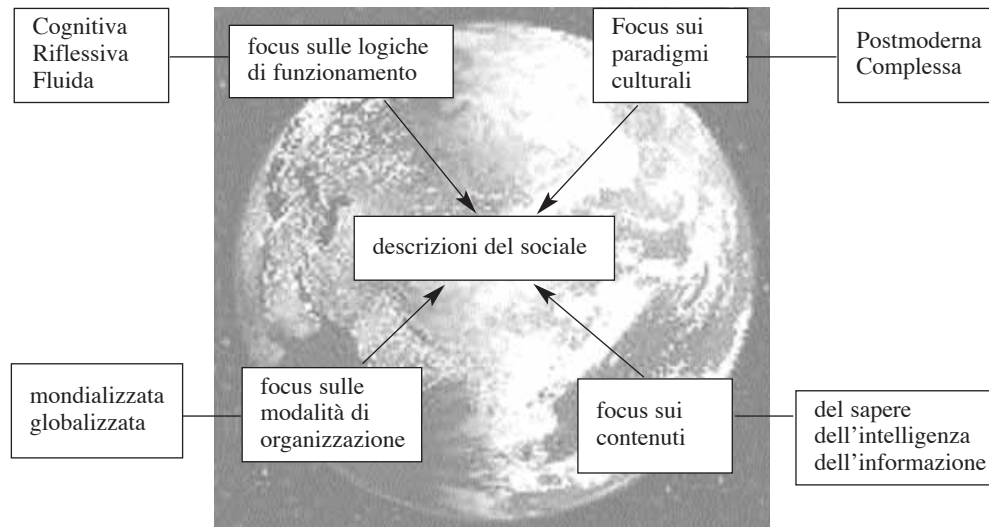 Cognitiva
Riflessiva
Fluida
focus sulle logiche
di funzionamento
Focus sui
paradigmi
culturali
Postmoderna
Complessa
descrizioni del sociale
mondializzata
globalizzata
focus sulle
modalità di
organizzazione
focus sui
contenuti
del sapere
dell'intelligenza
dell'informazione